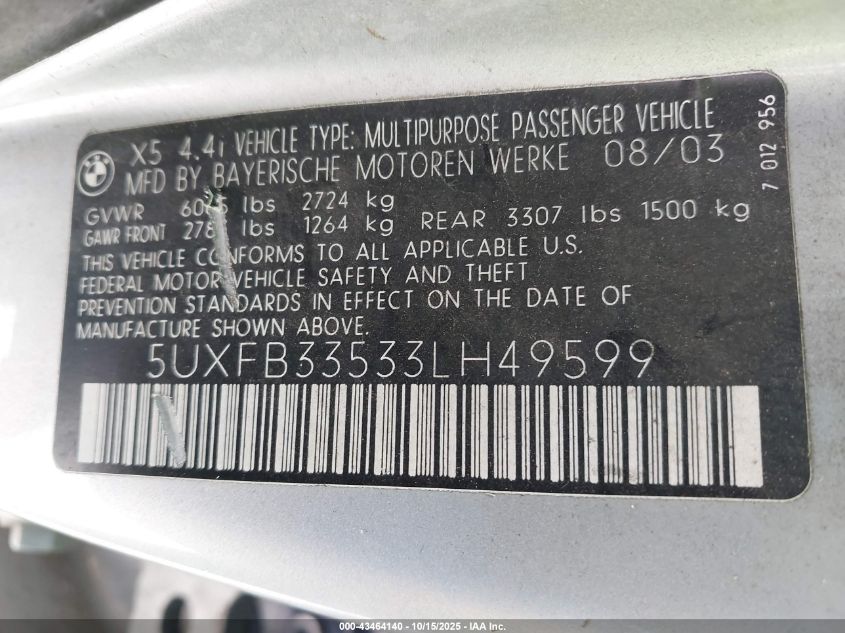 BMW
X5 4.4i VEHICLE TYPE: MULTIPURPOSE PASSENGER VEHICLE
MFD BY BAYERISCHE MOTOREN WERKE 08/03
GVWR lbs 2724 kg
GAWR FRONT lbs 1264 kg REAR 3307 lbs 1500 kg
THIS VEHICLE CONFORMS TO ALL APPLICABLE U.S.
FEDERAL MOTOR VEHICLE SAFETY AND THEFT
PREVENTION STANDARDS IN EFFECT ON THE DATE OF
MANUFACTURE SHOWN ABOVE.
5UXFB33533LH49599
7 012 956
000-43464140 - 10/15/2025 - IAA Inc.